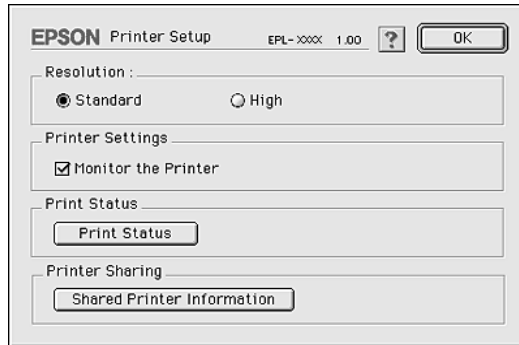 EPSON Printer Setup EPL-XXXX 1.00 ? OK
Resolution :
Standard High
Printer Settings
Monitor the Printer
Print Status
Print Status
Printer Sharing
Shared Printer Information